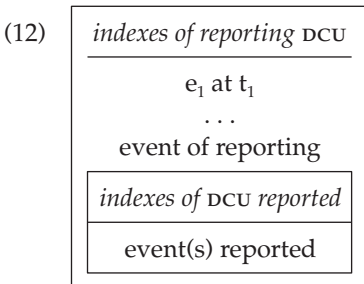 (12) indexes of reporting DCU
e₁ at t₁
. . .
event of reporting
indexes of DCU reported
event(s) reported